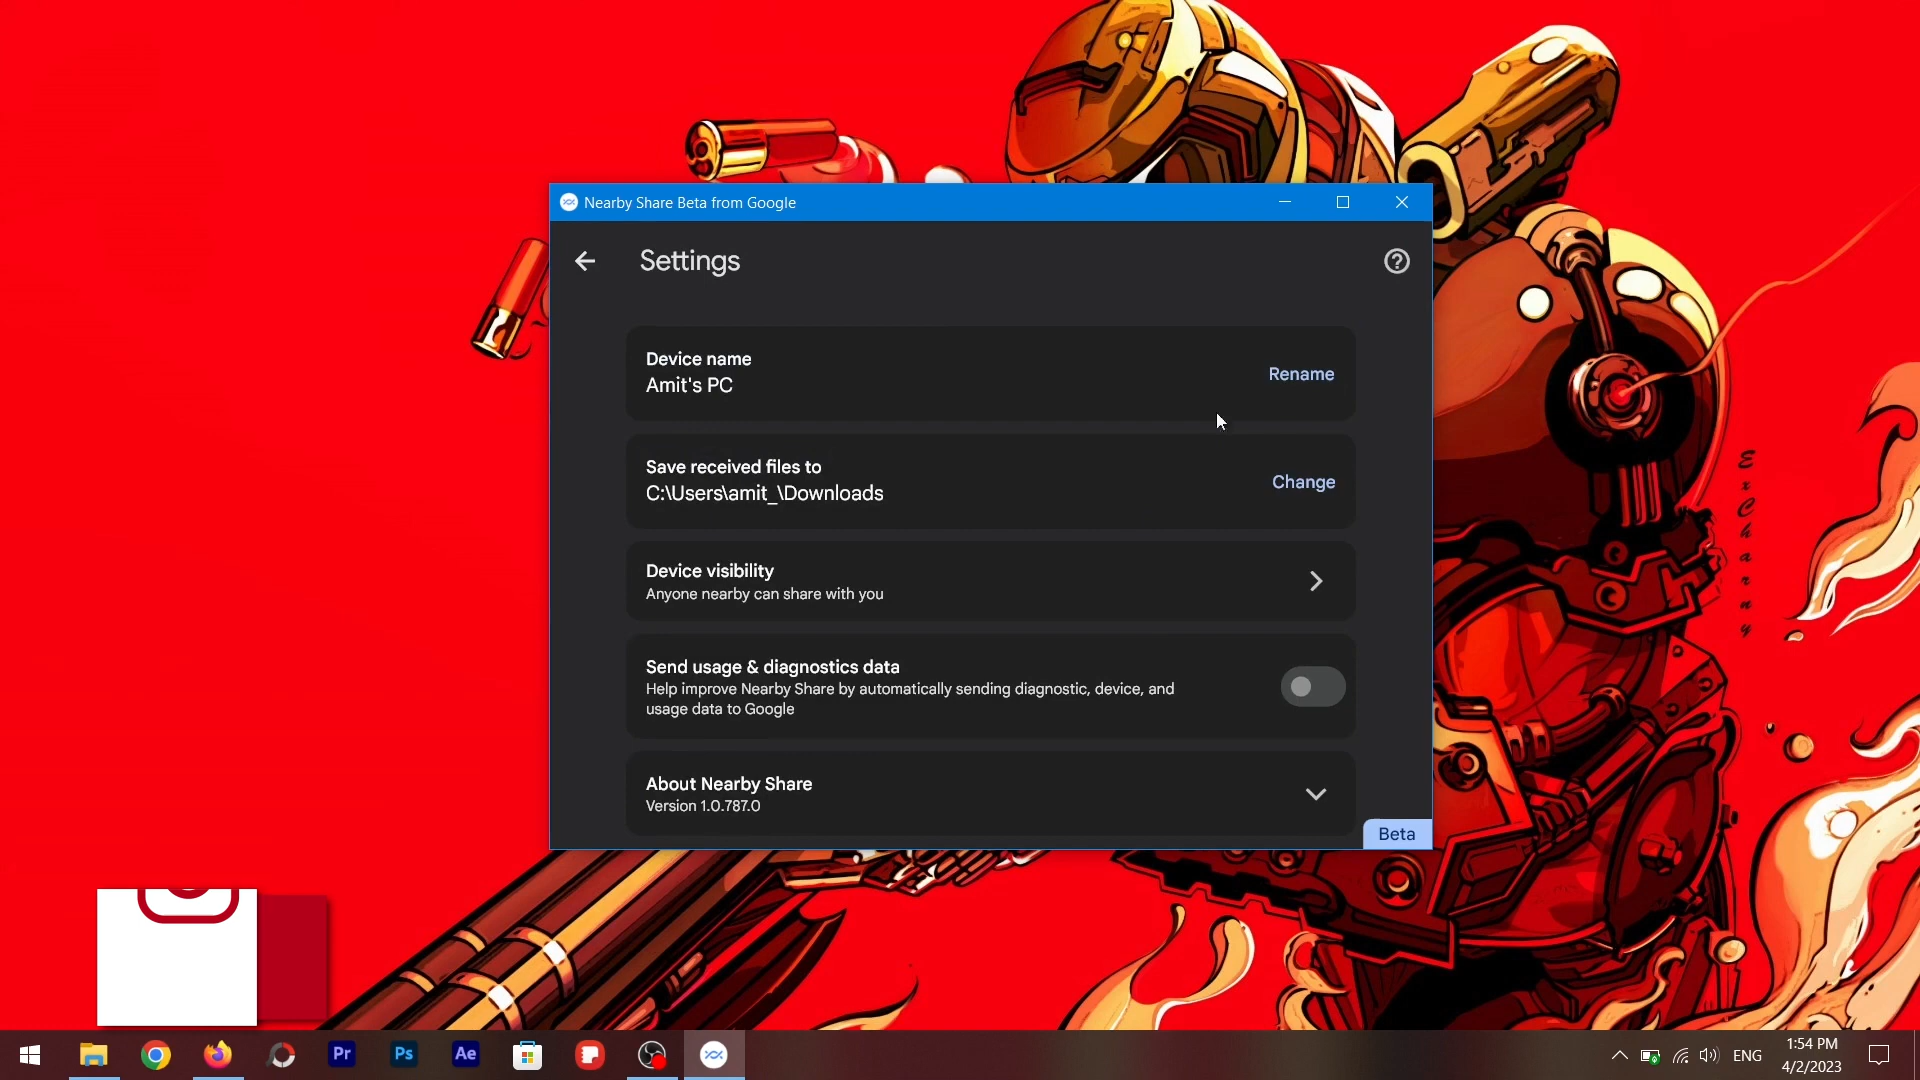 Nearby Share Beta from Google
Settings
Device name
Amit's PC
Rename
Save received files to
C:\Users\amit_\Downloads
Change
Device visibility
Anyone nearby can share with you
Send usage & diagnostics data
Help improve Nearby Share by automatically sending diagnostic, device, and
usage data to Google
About Nearby Share
Version 1.0.787.0
Beta
ExCharny
Pr
Ps
Ae
ENG
1:54 PM
4/2/2023